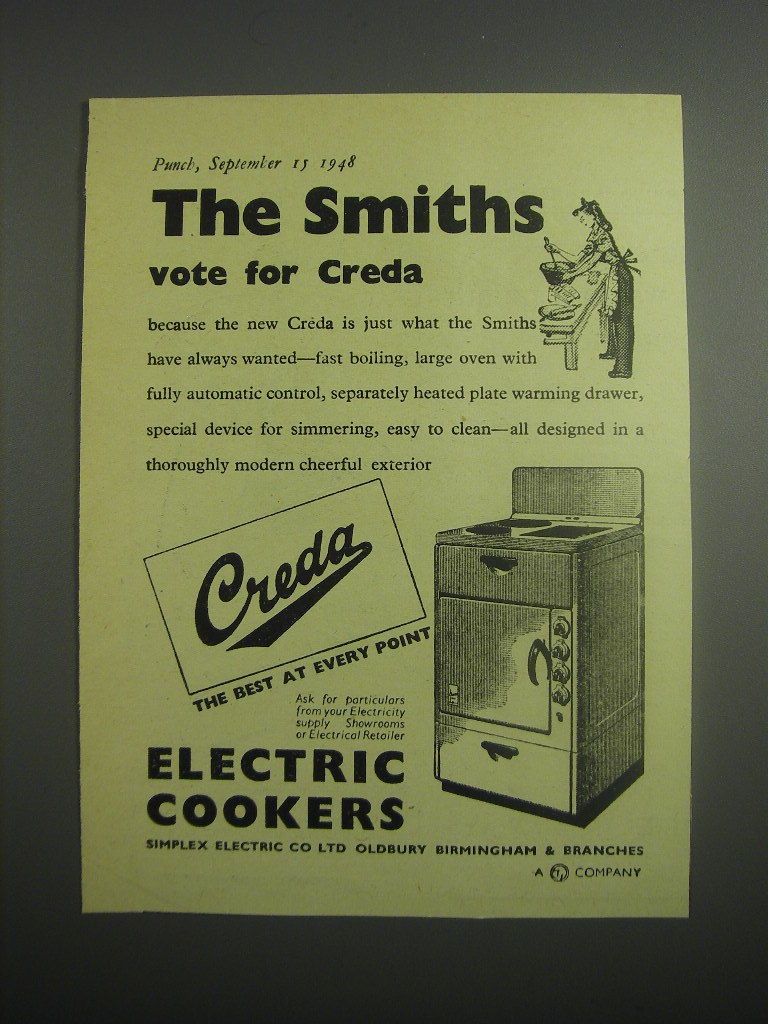 Punch, September 15 1948
The Smiths
vote for Creda
because the new Creda is just what the Smiths
have always wanted—fast boiling, large oven with
fully automatic control, separately heated plate warming drawer,
special device for simmering, easy to clean—all designed in a
thoroughly modern cheerful exterior
Creda
THE BEST AT EVERY POINT
Ask for particulars
from your Electricity
supply Showrooms
or Electrical Retailer
ELECTRIC
COOKERS
SIMPLEX ELECTRIC CO LTD OLDBURY BIRMINGHAM & BRANCHES
A COMPANY